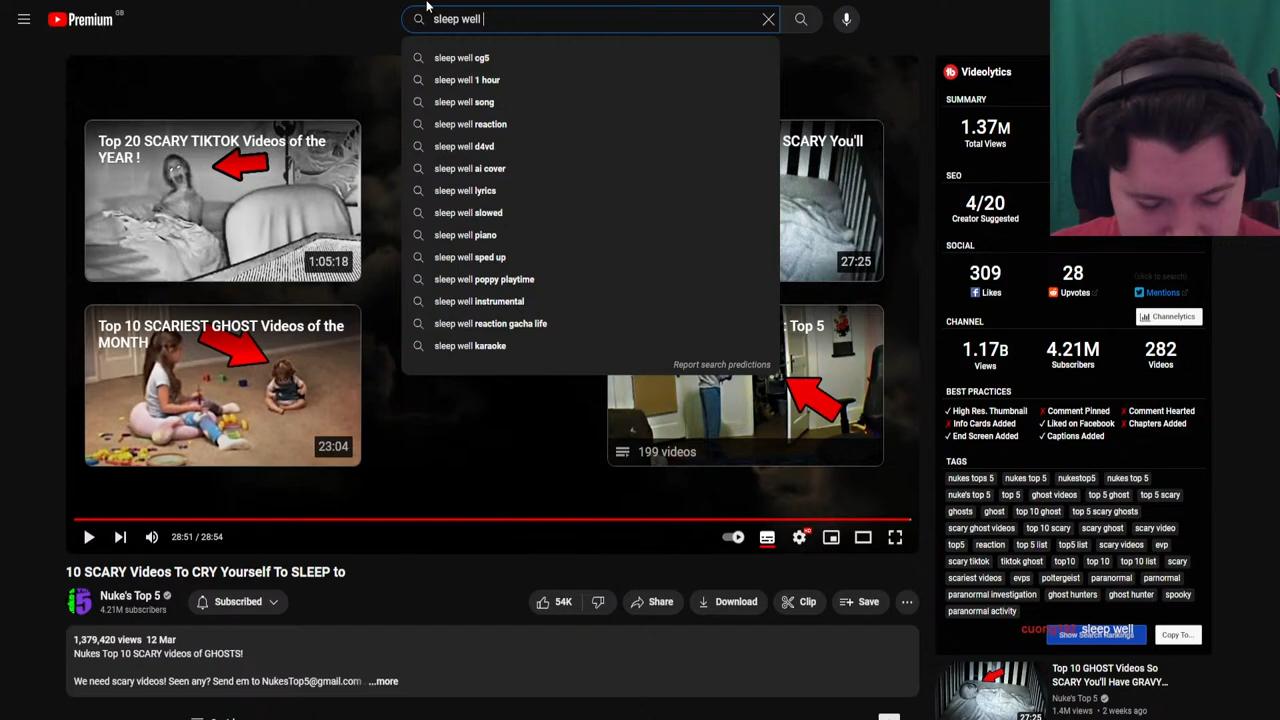 Premium GB
sleep well
sleep well cg5
sleep well 1 hour
sleep well song
sleep well reaction
sleep well d4vd
sleep well ai cover
sleep well lyrics
sleep well slowed
sleep well piano
sleep well sped up
sleep well poppy playtime
sleep well instrumental
sleep well reaction gacha life
sleep well karaoke
Report search predictions
Top 20 SCARY TIKTOK Videos of the
YEAR !
1:05:18
SCARY You'll
27:25
Top 10 SCARIEST GHOST Videos of the
MONTH
23:04
: Top 5
199 videos
28:51 / 28:54
10 SCARY Videos To CRY Yourself To SLEEP to
Nuke's Top 5
4.21M subscribers
Subscribed
54K
Share
Download
Clip
Save
1,379,420 views 12 Mar
Nukes Top 10 SCARY videos of GHOSTS!
We need scary videos! Seen any? Send em to NukesTop5@gmail.com ...more
Videolytics
SUMMARY
1.37M
Total Views
SEO
4/20
Creator Suggested
SOCIAL
309
Likes
28
Upvotes
(click to search)
Mentions
Channelytics
CHANNEL
1.17B
Views
4.21M
Subscribers
282
Videos
BEST PRACTICES
✓ High Res. Thumbnail ✗ Comment Pinned ✗ Comment Hearted
✗ Info Cards Added ✓ Liked on Facebook ✗ Chapters Added
✓ End Screen Added ✓ Captions Added
TAGS
nukes tops 5 nukes top 5 nukestop5 nukes top 5
nuke's top 5 top 5 ghost videos top 5 ghost top 5 scary
ghosts ghost top 10 ghost top 5 scary ghosts
scary ghost videos top 10 scary scary ghost scary video
top5 reaction top 5 list top5 list scary videos evp
scary tiktok tiktok ghost top10 top 10 top 10 list scary
scariest videos evps poltergeist paranormal parnormal
paranormal investigation ghost hunters ghost hunter spooky
paranormal activity
sleep well
Show Search Rankings
Copy To...
Top 10 GHOST Videos So
SCARY You'll Have GRAVY...
Nuke's Top 5
1.4M views • 2 weeks ago
27:25